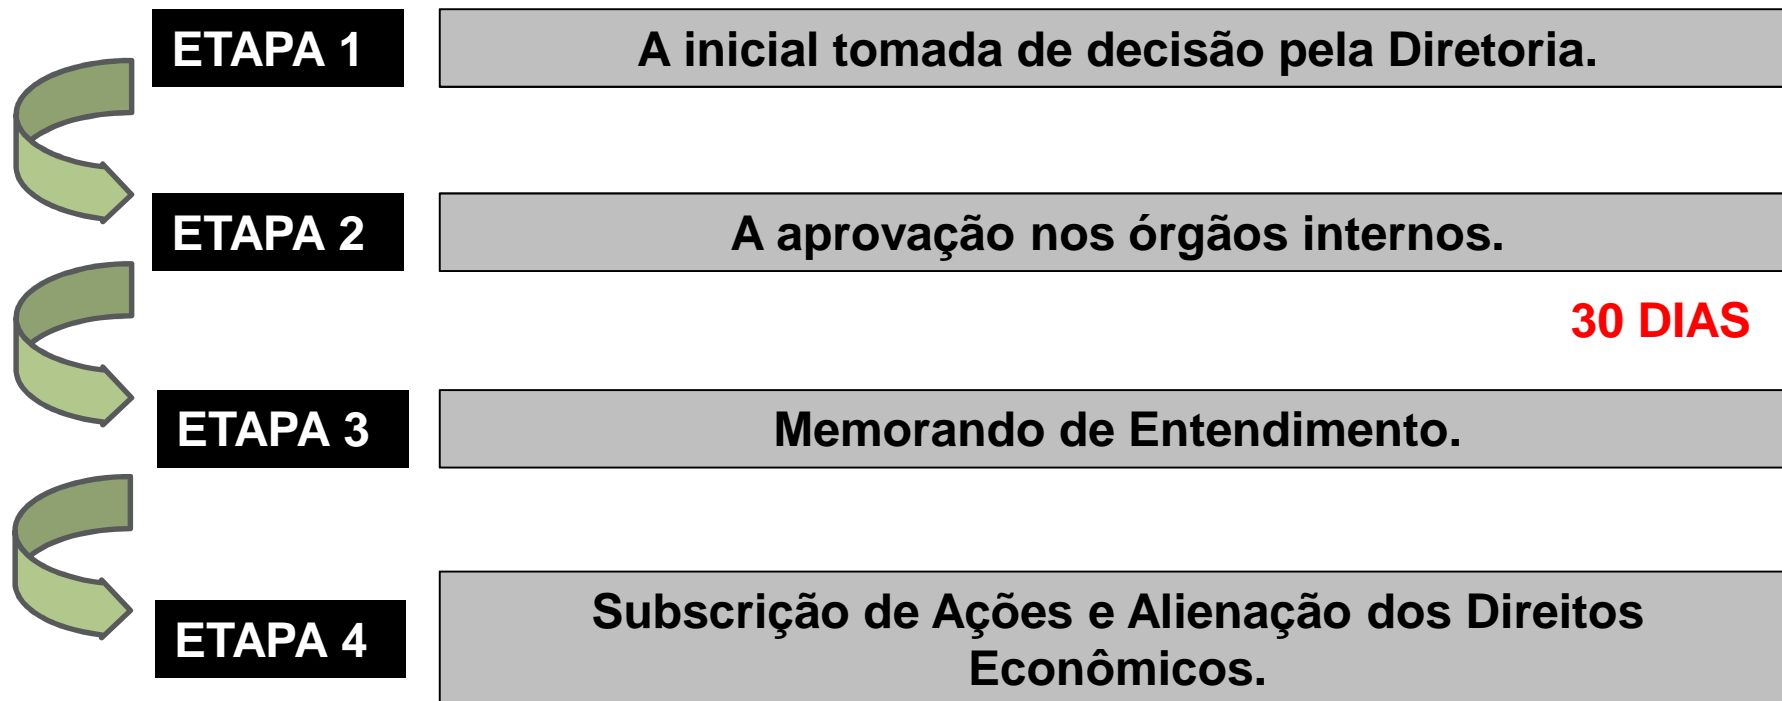 ETAPA 1
A inicial tomada de decisão pela Diretoria.
ETAPA 2
A aprovação nos órgãos internos.
30 DIAS
ETAPA 3
Memorando de Entendimento.
ETAPA 4
Subscrição de Ações e Alienação dos Direitos
Econômicos.